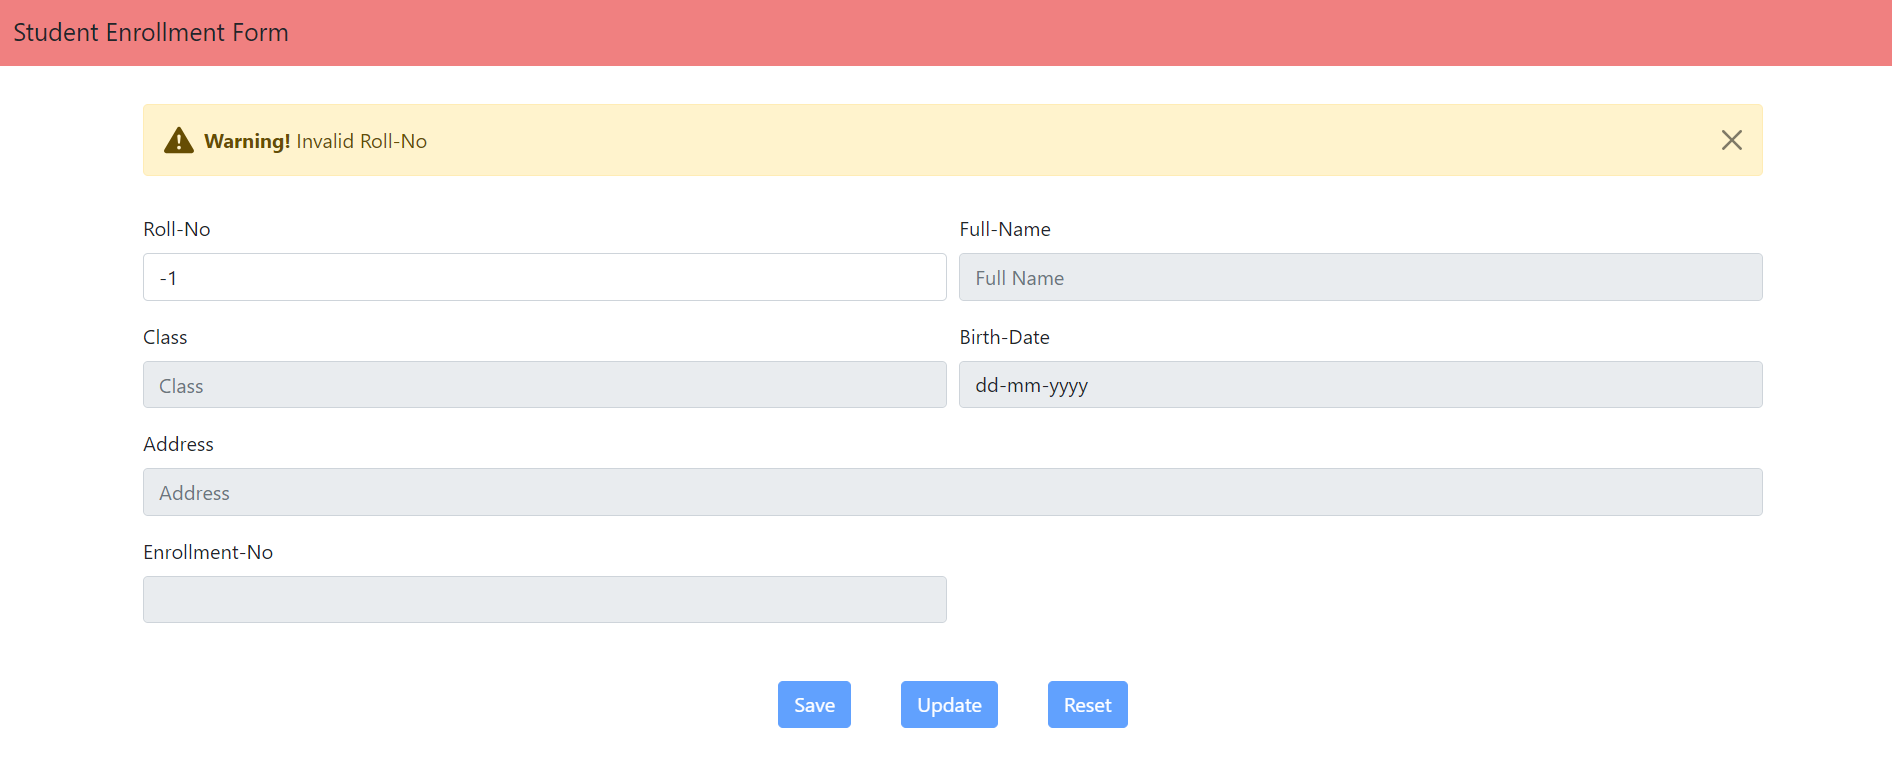 Student Enrollment Form
Warning! Invalid Roll-No
Roll-No
Full-Name
-1
Full Name
Class
Birth-Date
Class
dd-mm-yyyy
Address
Address
Enrollment-No
Save
Update
Reset